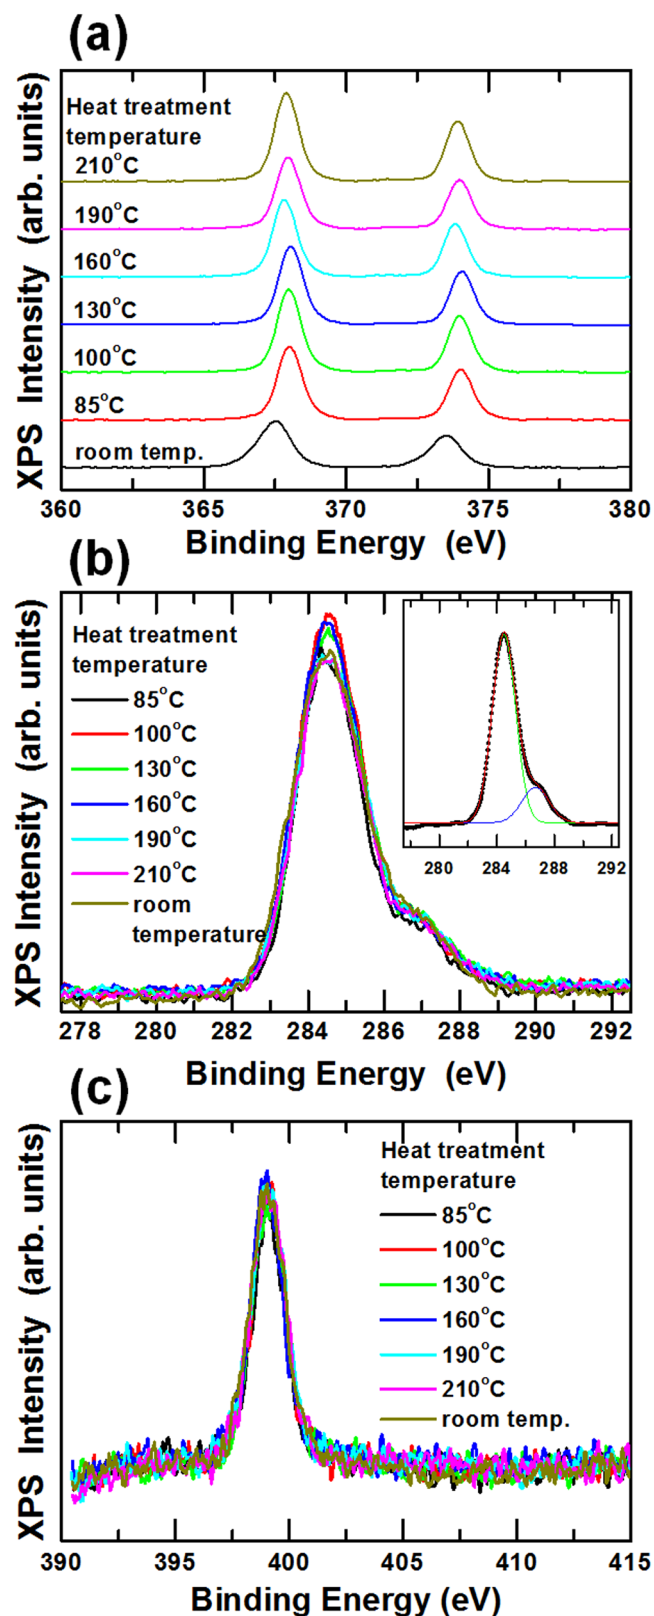 (a)
XPS Intensity (arb. units)
Heat treatment
temperature
210°C
190°C
160°C
130°C
100°C
85°C
room temp.
360 365 370 375 380
Binding Energy (eV)
(b)
XPS Intensity (arb. units)
Heat treatment
temperature
85°C
100°C
130°C
160°C
190°C
210°C
room
temperature
280 284 288 292
278 280 282 284 286 288 290 292
Binding Energy (eV)
(c)
XPS Intensity (arb. units)
Heat treatment
temperature
85°C
100°C
130°C
160°C
190°C
210°C
room temp.
390 395 400 405 410 415
Binding Energy (eV)